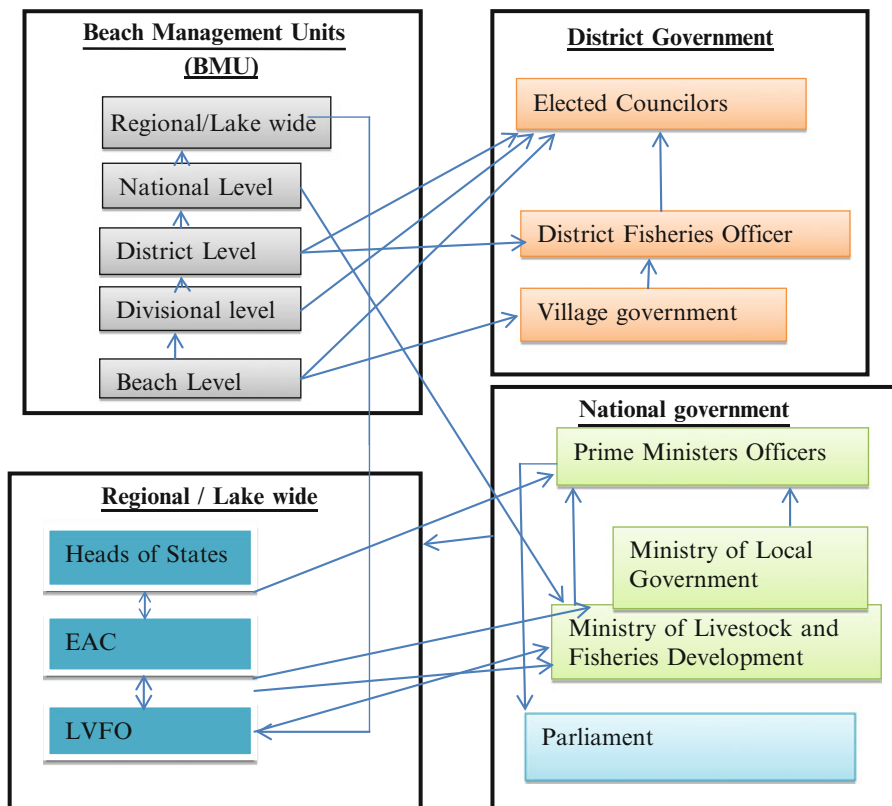 Beach Management Units
(BMU)
Regional/Lake wide
National Level
District Level
Divisional level
Beach Level
District Government
Elected Councilors
District Fisheries Officer
Village government
Regional / Lake wide
Heads of States
EAC
LVFO
National government
Prime Ministers Officers
Ministry of Local
Government
Ministry of Livestock and
Fisheries Development
Parliament